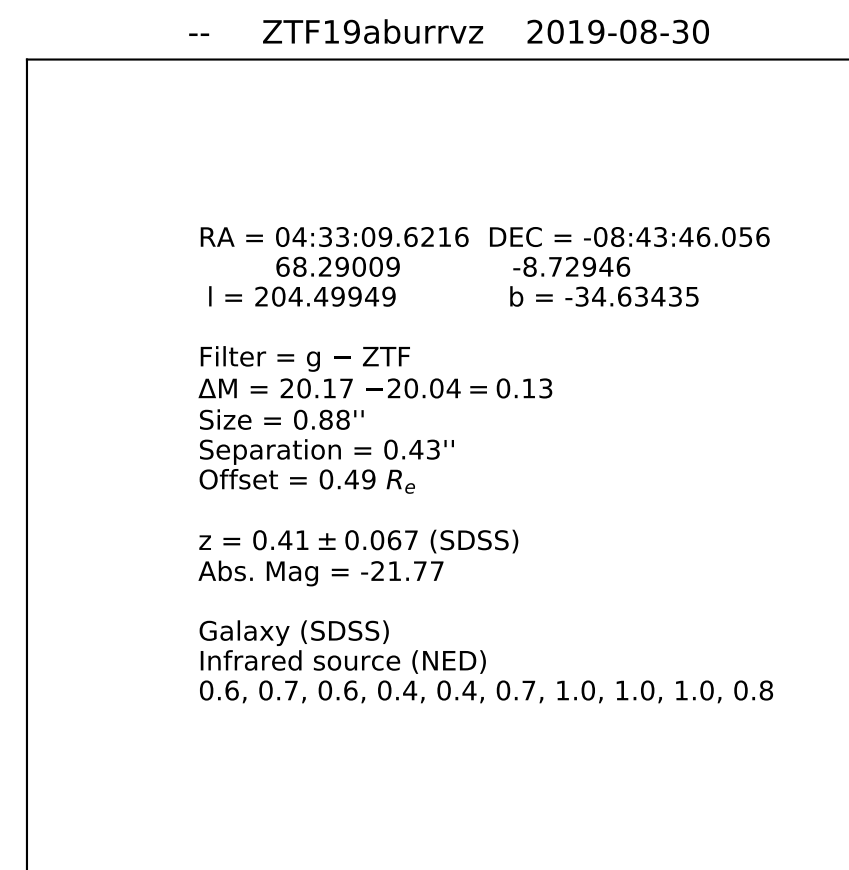 -- ZTF19aburrvz 2019-08-30
RA = 04:33:09.6216 DEC = -08:43:46.056
68.29009 -8.72946
l = 204.49949 b = -34.63435
Filter = g − ZTF
ΔM = 20.17 −20.04 = 0.13
Size = 0.88''
Separation = 0.43''
Offset = 0.49 Rₑ
z = 0.41 ± 0.067 (SDSS)
Abs. Mag = -21.77
Galaxy (SDSS)
Infrared source (NED)
0.6, 0.7, 0.6, 0.4, 0.4, 0.7, 1.0, 1.0, 1.0, 0.8